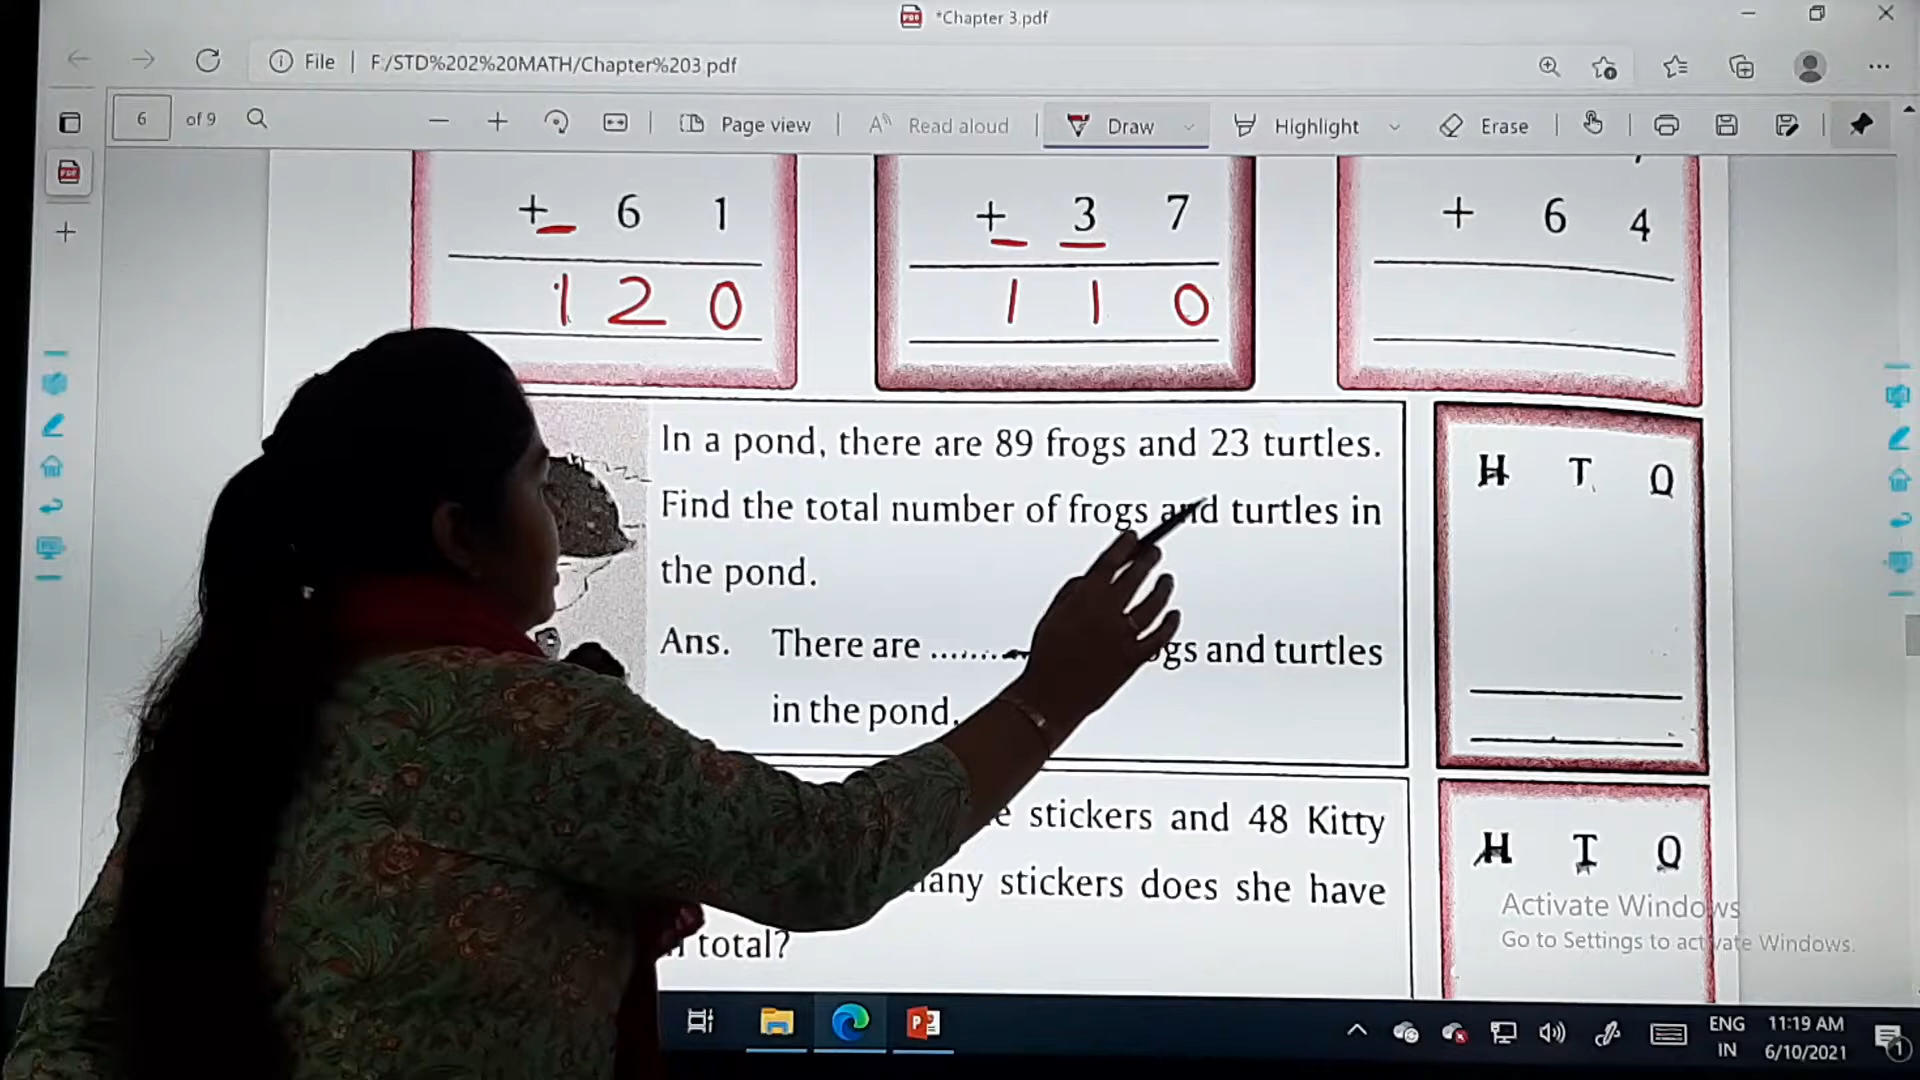 *Chapter 3.pdf
File | F:/STD%202%20MATH/Chapter%203.pdf
6 of 9 Page view Read aloud Draw Highlight Erase
+ 6 1
1 2 0
+ 3 7
1 1 0
+ 6 4
In a pond, there are 89 frogs and 23 turtles.
Find the total number of frogs and turtles in
the pond.
Ans. There are ........ and turtles
in the pond.
H T O
stickers and 48 Kitty
stickers does she have
total?
H T O
Activate Windows
Go to Settings to activate Windows.
ENG 11:19 AM
IN 6/10/2021
1